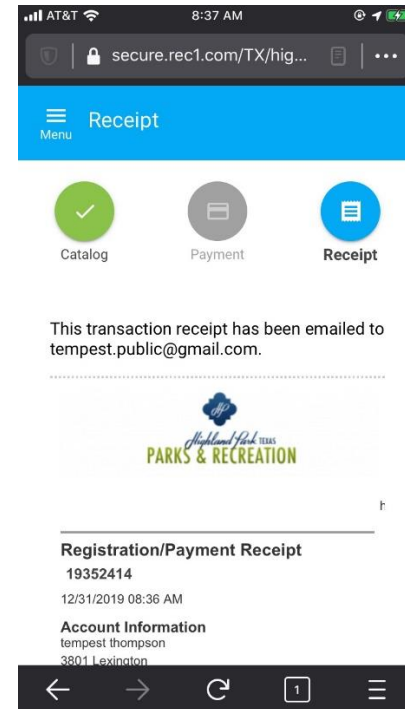 AT&T 8:37 AM
secure.rec1.com/TX/hig...
Menu
Receipt
Catalog Payment Receipt
This transaction receipt has been emailed to
tempest.public@gmail.com.
HP
Highland Park TEXAS
PARKS & RECREATION
h
Registration/Payment Receipt
19352414
12/31/2019 08:36 AM
Account Information
tempest thompson
3801 Lexington
1